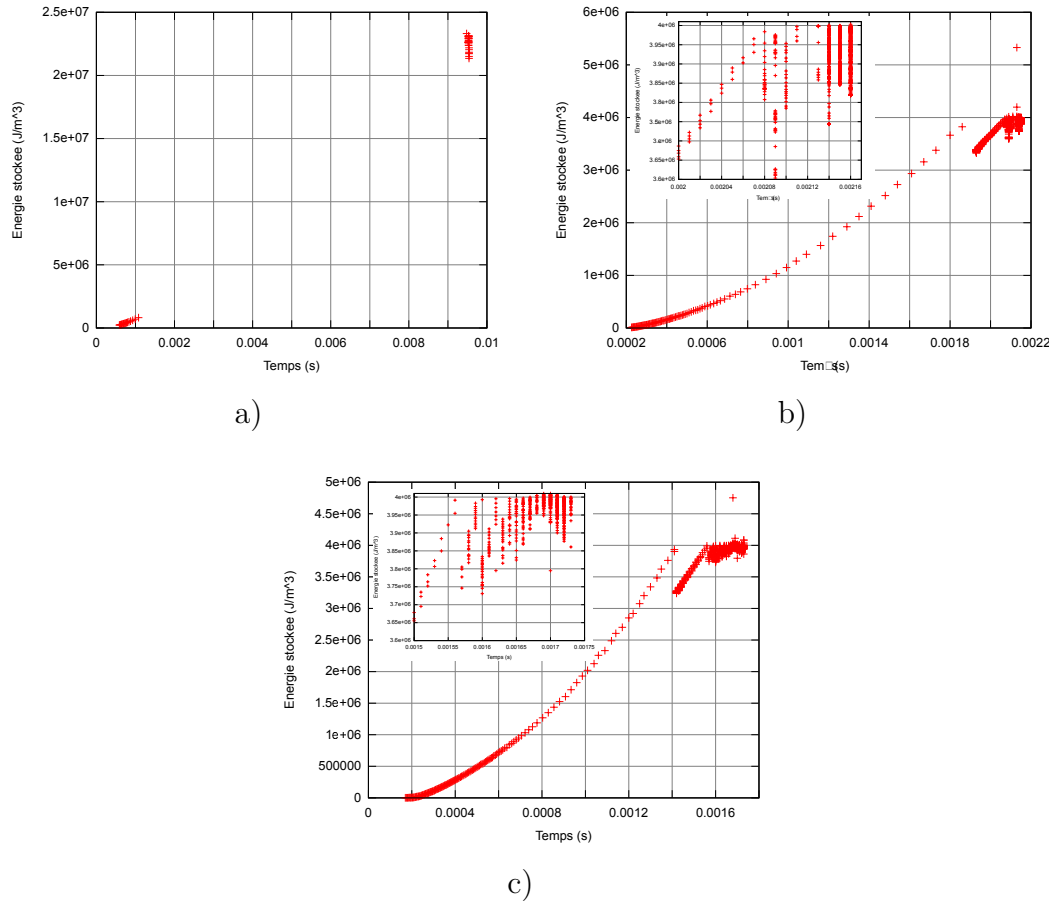 2.5e+07
2e+07
1.5e+07
1e+07
5e+06
0
Energie stockee (J/m^3)
0 0.002 0.004 0.006 0.008 0.01
Temps (s)
a)
6e+06
5e+06
4e+06
3e+06
2e+06
1e+06
0
Energie stockee (J/m^3)
0.0002 0.0006 0.001 0.0014 0.0018 0.0022
Tem□s(s)
4e+06
3.95e+06
3.9e+06
3.85e+06
3.8e+06
3.75e+06
3.7e+06
3.65e+06
3.6e+06
Energie stockee (J/m^3)
0.002 0.00204 0.00208 0.00212 0.00216
b)
5e+06
4.5e+06
4e+06
3.5e+06
3e+06
2.5e+06
2e+06
1.5e+06
1e+06
500000
0
Energie stockee (J/m^3)
0 0.0004 0.0008 0.0012 0.0016
Temps (s)
4e+06
3.95e+06
3.9e+06
3.85e+06
3.8e+06
3.75e+06
3.7e+06
3.65e+06
3.6e+06
Energie stockee (J/m^3)
0.0015 0.00155 0.0016 0.00165 0.0017 0.00175
Temps (s)
c)